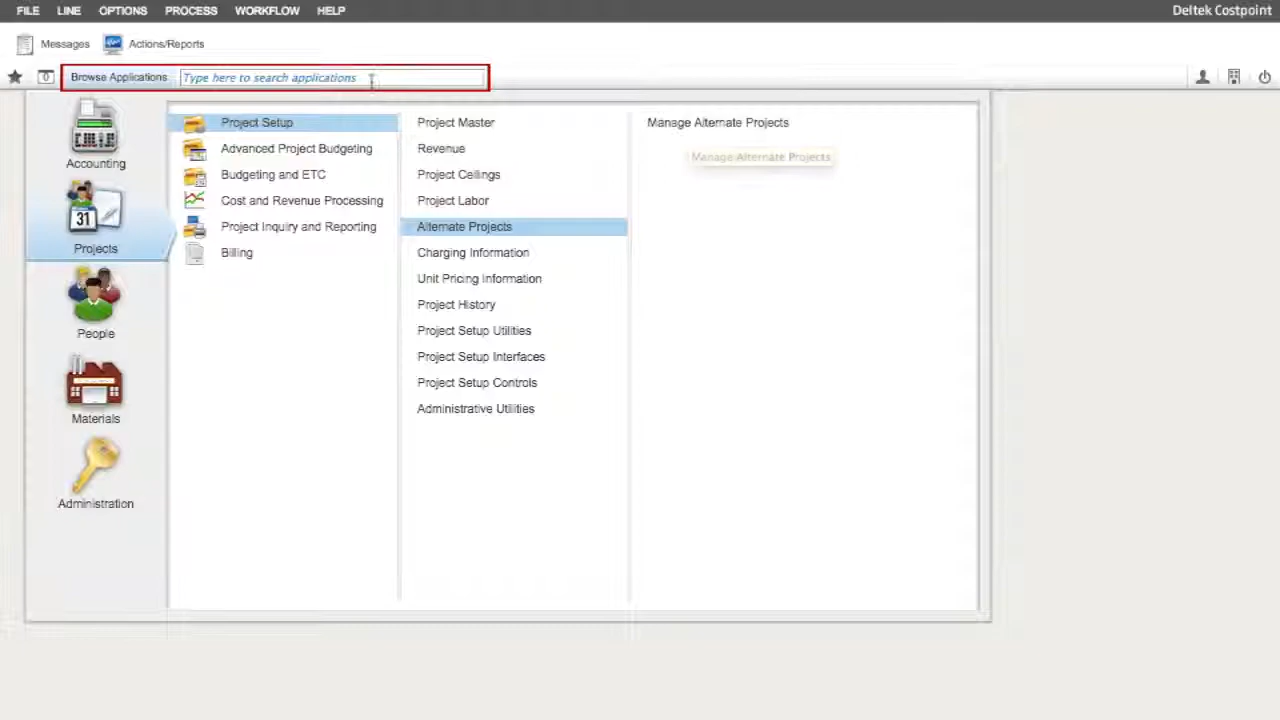 FILE LINE OPTIONS PROCESS WORKFLOW HELP Deltek Costpoint
Messages Actions/Reports
0 Browse Applications Type here to search applications
Accounting
31
Projects
People
Materials
Administration
Project Setup
Advanced Project Budgeting
Budgeting and ETC
Cost and Revenue Processing
Project Inquiry and Reporting
Billing
Project Master
Revenue
Project Ceilings
Project Labor
Alternate Projects
Charging Information
Unit Pricing Information
Project History
Project Setup Utilities
Project Setup Interfaces
Project Setup Controls
Administrative Utilities
Manage Alternate Projects
Manage Alternate Projects